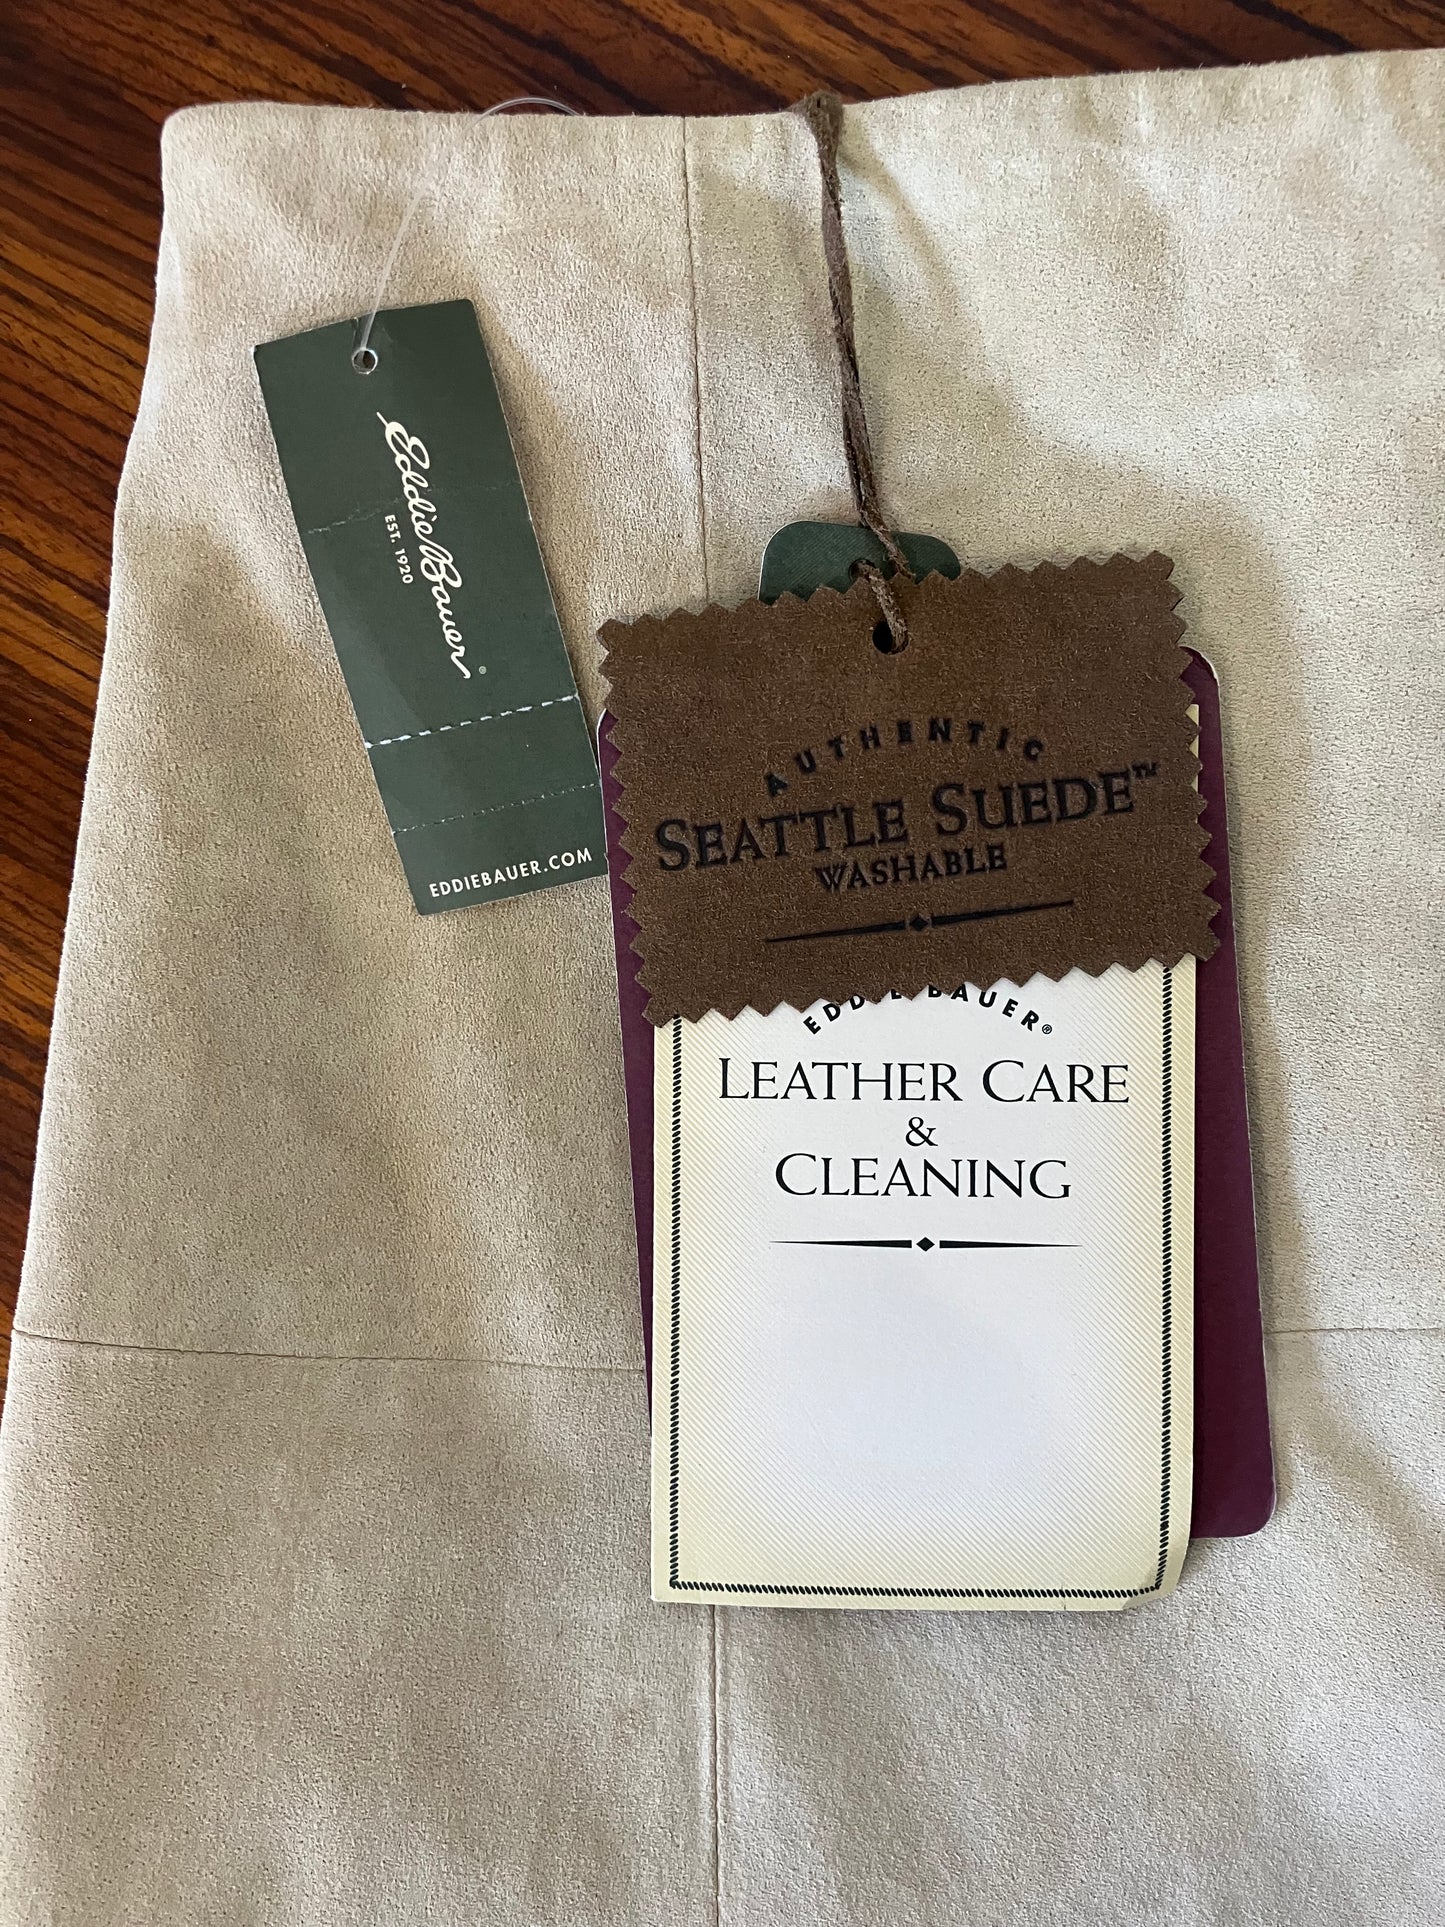 Eddie Bauer®
EST. 1920
EDDIEBAUER.COM
AUTHENTIC
SEATTLE SUEDE™
WASHABLE
EDDIE BAUER®
LEATHER CARE
&
CLEANING